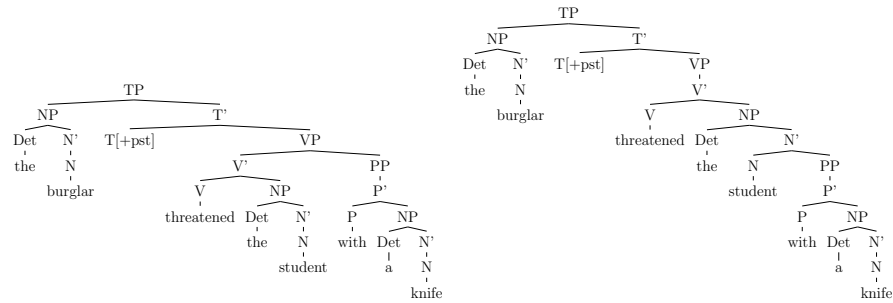 TP
NP T'
Det N' T[+pst] VP
the N V' PP
burglar V NP P'
threatened Det N' P NP
the N with Det N'
student a N
knife
TP
NP T'
Det N' T[+pst] VP
the N V'
burglar V NP
threatened Det N'
the N PP
student P'
P NP
with Det N'
a N
knife